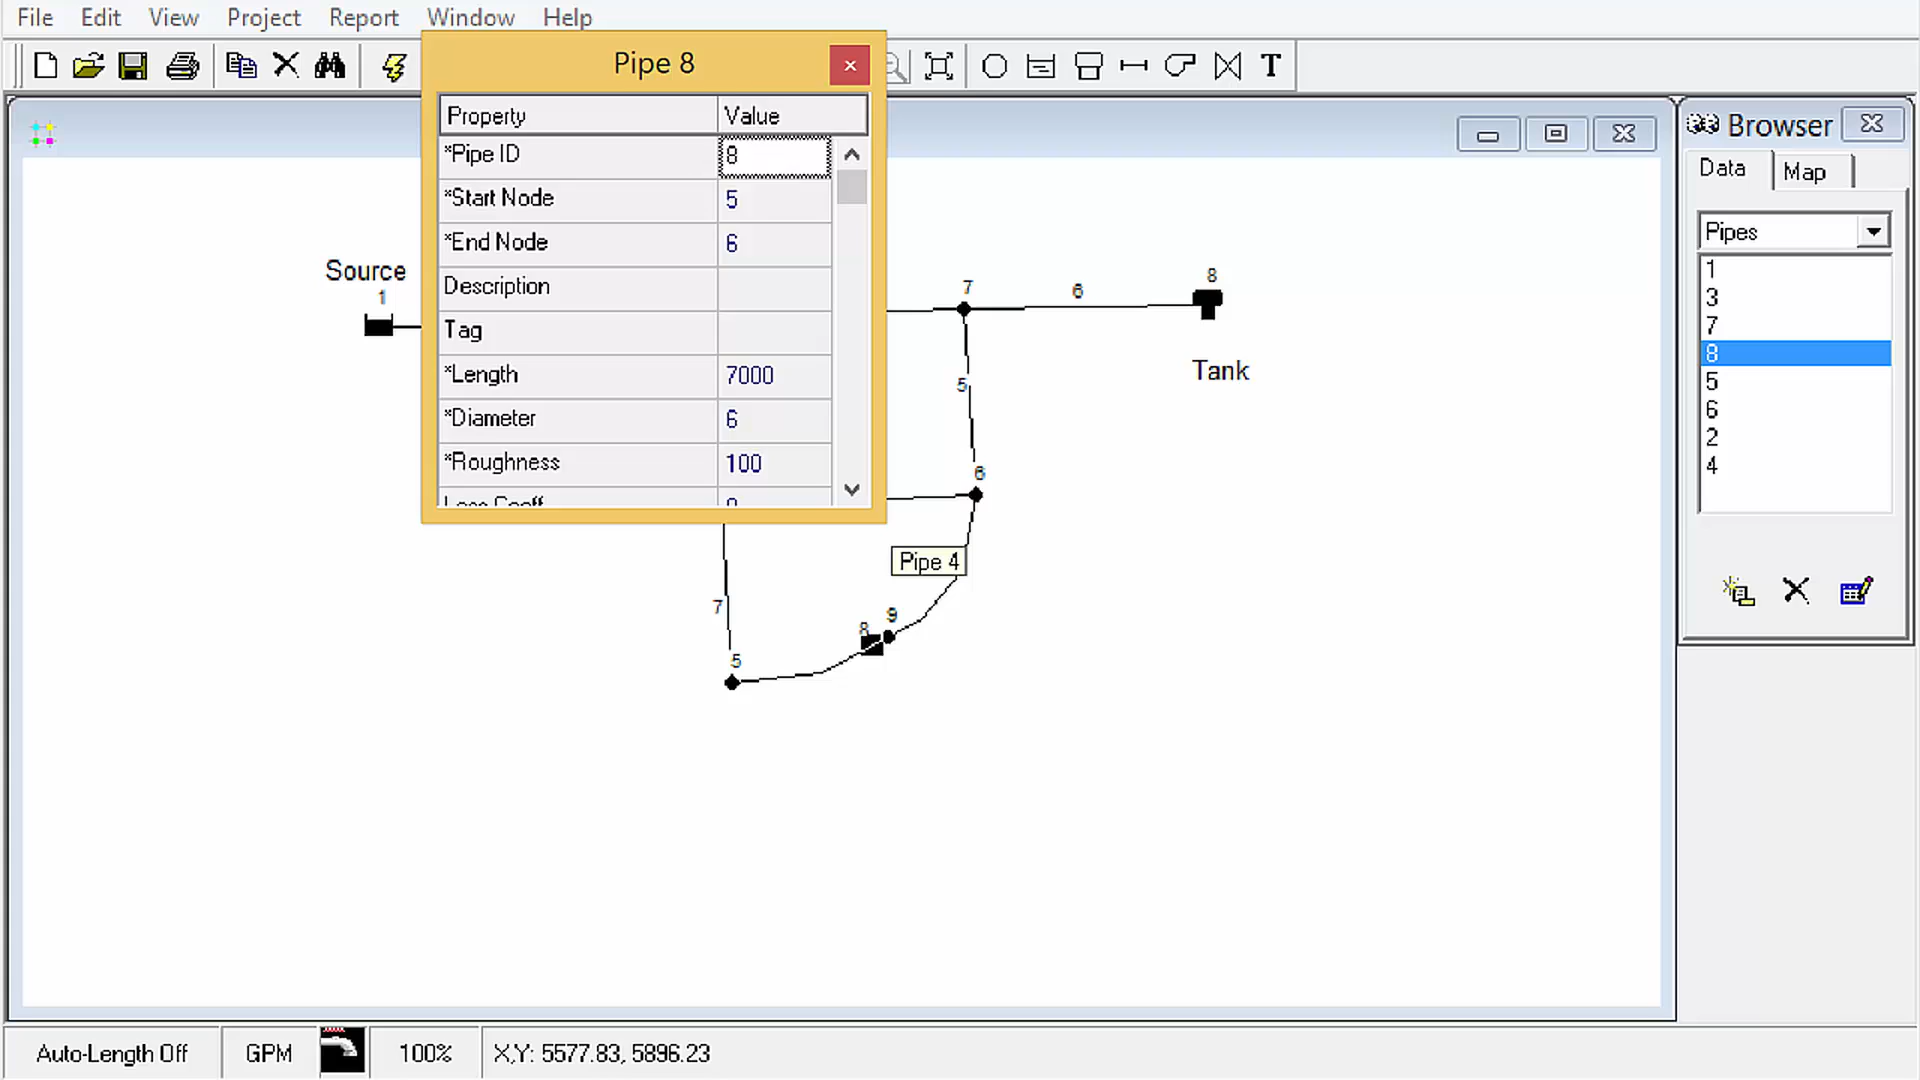 File Edit View Project Report Window Help
Pipe 8
Property Value
*Pipe ID 8
*Start Node 5
*End Node 6
Description
Tag
*Length 7000
*Diameter 6
*Roughness 100
Loss Coeff. 0
Source
1
7
6
8
Tank
5
6
Pipe 4
7
9
8
5
Browser
Data Map
Pipes
1
3
7
8
5
6
2
4
T
Auto-Length Off GPM 100% X,Y: 5577.83, 5896.23